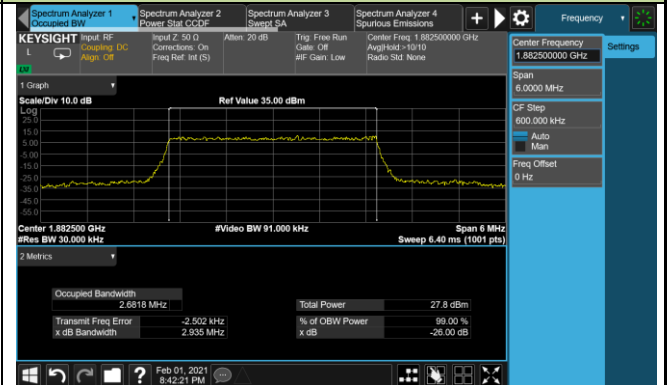 Spectrum Analyzer 1
Occupied BW
Spectrum Analyzer 2
Power Stat CCDF
Spectrum Analyzer 3
Swept SA
Spectrum Analyzer 4
Spurious Emissions
Frequency
KEYSIGHT
L
Input: RF
Coupling: DC
Align: Off
Input Z: 50 Ω
Corrections: On
Freq Ref: Int (S)
Atten: 20 dB
Trig: Free Run
Gate: Off
#IF Gain: Low
Center Freq: 1.882500000 GHz
Avg|Hold:>10/10
Radio Std: None
Center Frequency
1.882500000 GHz
Settings
Span
6.0000 MHz
CF Step
600.000 kHz
Auto
Man
Freq Offset
0 Hz
1 Graph
Scale/Div 10.0 dB
Ref Value 35.00 dBm
Log
25.0
15.0
5.00
-5.00
-15.0
-25.0
-35.0
-45.0
-55.0
Center 1.882500 GHz
#Video BW 91.000 kHz
Span 6 MHz
#Res BW 30.000 kHz
Sweep 6.40 ms (1001 pts)
2 Metrics
Occupied Bandwidth
2.6818 MHz
Total Power 27.8 dBm
Transmit Freq Error -2.502 kHz
% of OBW Power 99.00 %
x dB Bandwidth 2.935 MHz
x dB -26.00 dB
?
Feb 01, 2021
8:42:21 PM